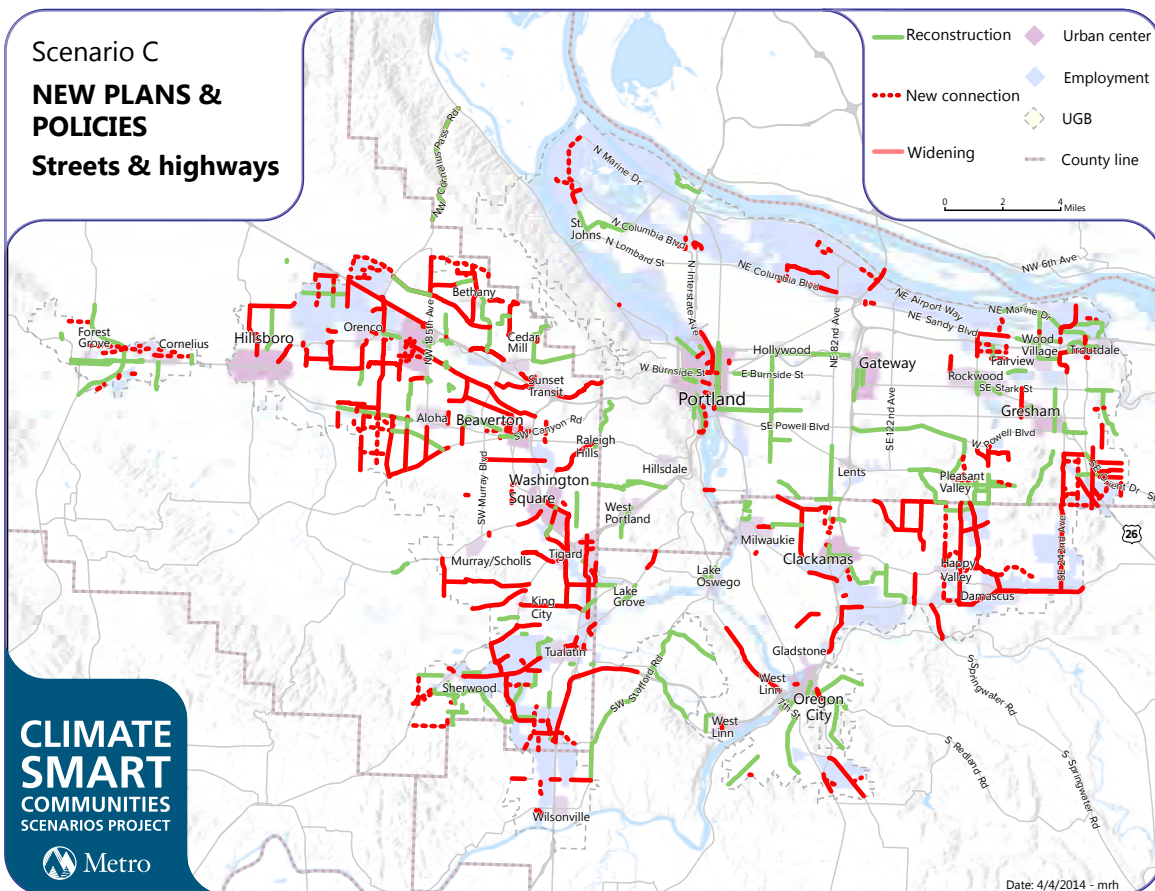 Scenario C
NEW PLANS &
POLICIES
Streets & highways
Reconstruction
New connection
Widening
Urban center
Employment
UGB
County line
0 2 4 Miles
NW Cornelius Pass Rd
N Marine Dr
St.
Johns
N Columbia Blvd
N Lombard St
N Interstate Ave
NE Columbia Blvd
NW 6th Ave
NE Airport Way
NE Marine Dr
NE Sandy Blvd
NE 82nd Ave
Bethany
NW 185th Ave
Orenco
Cedar
Mill
Forest
Grove
Cornelius
Hillsboro
Hollywood
Gateway
Wood
Village
Troutdale
Fairview
Rockwood
W Burnside St
E Burnside St
SE Stark St
Sunset
Transit
Portland
Gresham
Aloha
Beaverton
SW Canyon Rd
SE Powell Blvd
SE 122nd Ave
W Powell Blvd
Raleigh
Hills
Hillsdale
Lents
Pleasant
Valley
SW Murray Blvd
Washington
Square
West
Portland
Milwaukie
26
Murray/Scholls
Tigard
Clackamas
Happy
Valley
SE 242nd Ave
Lake
Oswego
King
City
Lake
Grove
Damascus
Tualatin
Gladstone
SW Stafford Rd
Sherwood
West
Linn
7th St
Oregon
City
West
Linn
S Springwater Rd
S Redland Rd
S Springwater Rd
Wilsonville
CLIMATE
SMART
COMMUNITIES
SCENARIOS PROJECT
Metro
Date: 4/4/2014 - mrh